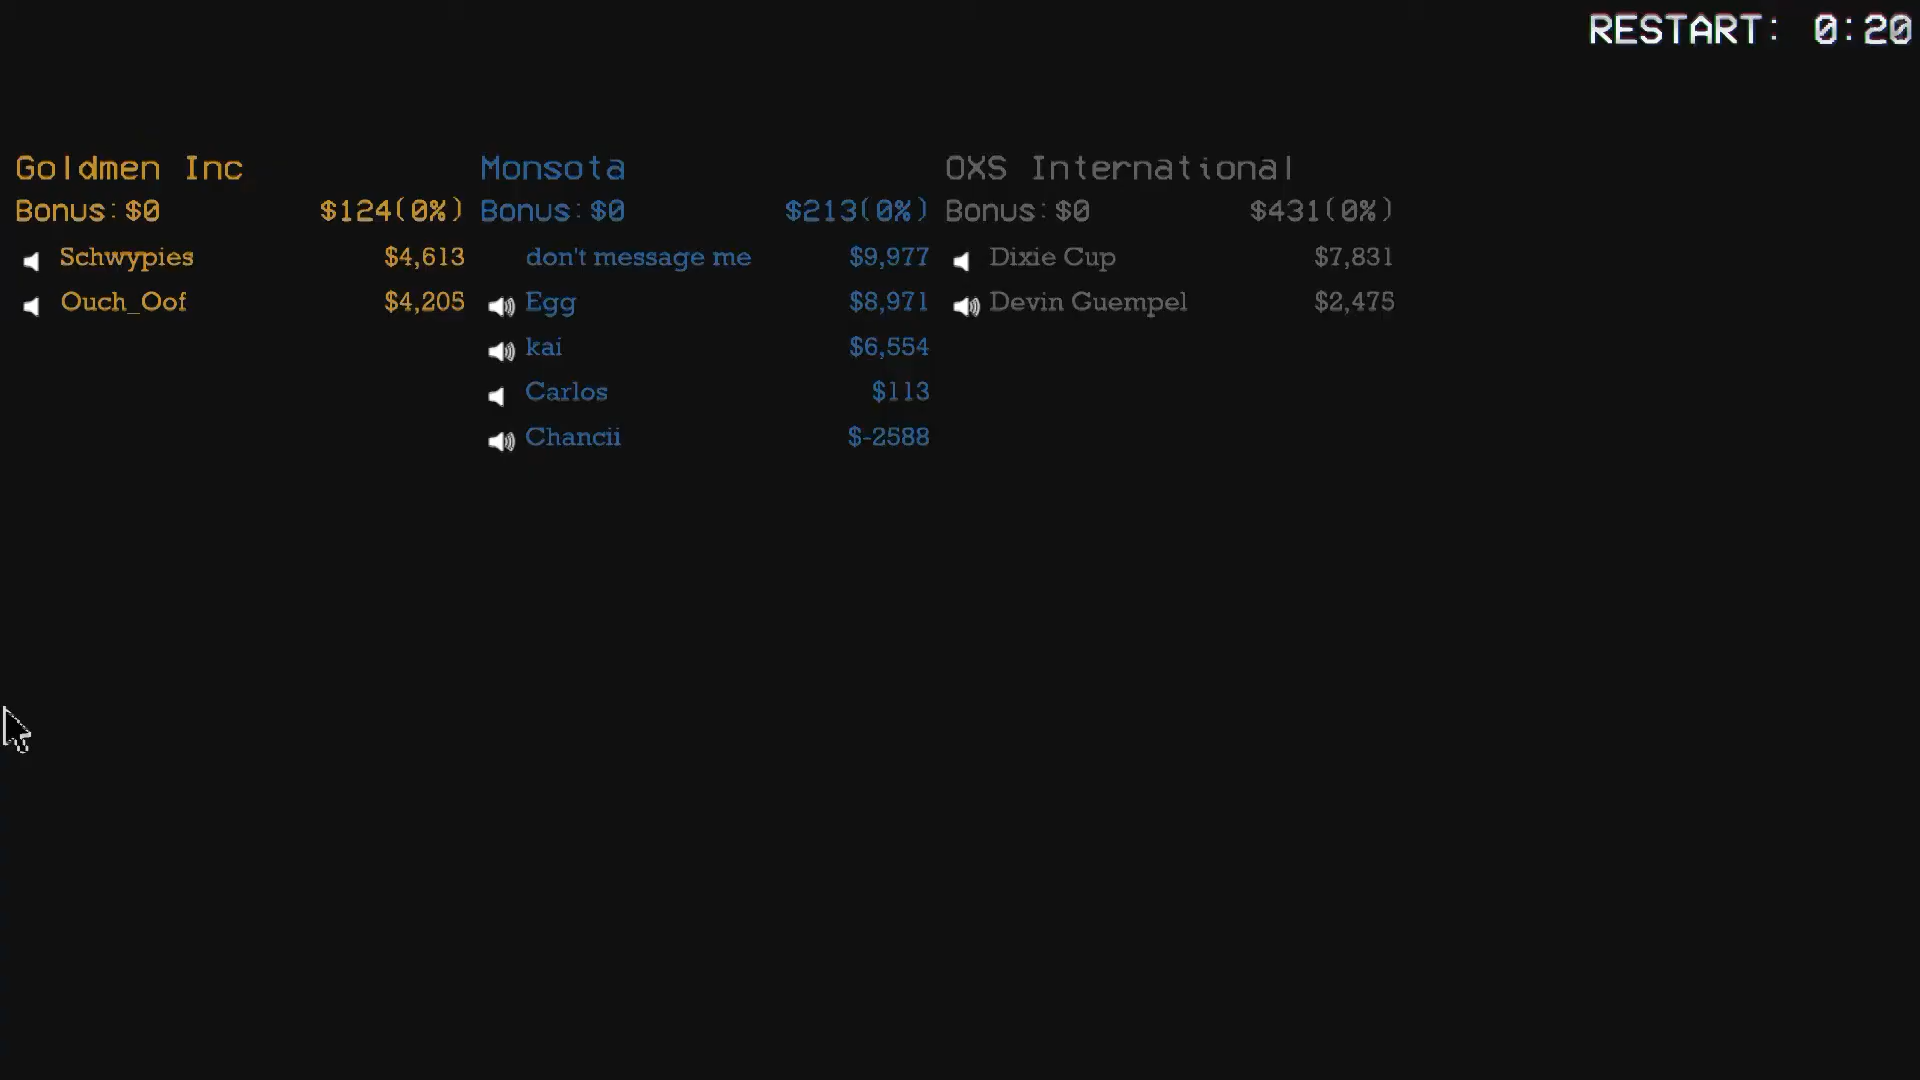 RESTART: 0:20
Goldmen Inc
Bonus: $0 $124(0%)
Schwypies $4,613
Ouch_Oof $4,205
Monsota
Bonus: $0 $213(0%)
don't message me $9,977
Egg $8,971
kai $6,554
Carlos $113
Chancii $-2588
OXS International
Bonus: $0 $431(0%)
Dixie Cup $7,831
Devin Guempel $2,475